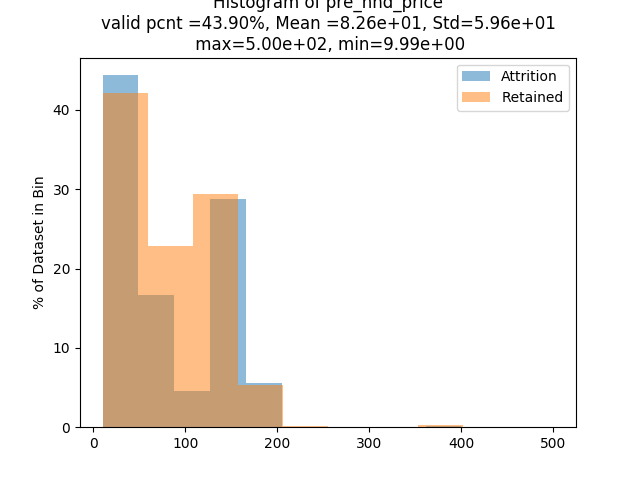 Histogram of pre_hhd_price
valid pcnt =43.90%, Mean =8.26e+01, Std=5.96e+01
max=5.00e+02, min=9.99e+00
Attrition
Retained
% of Dataset in Bin
40
30
20
10
0
0 100 200 300 400 500